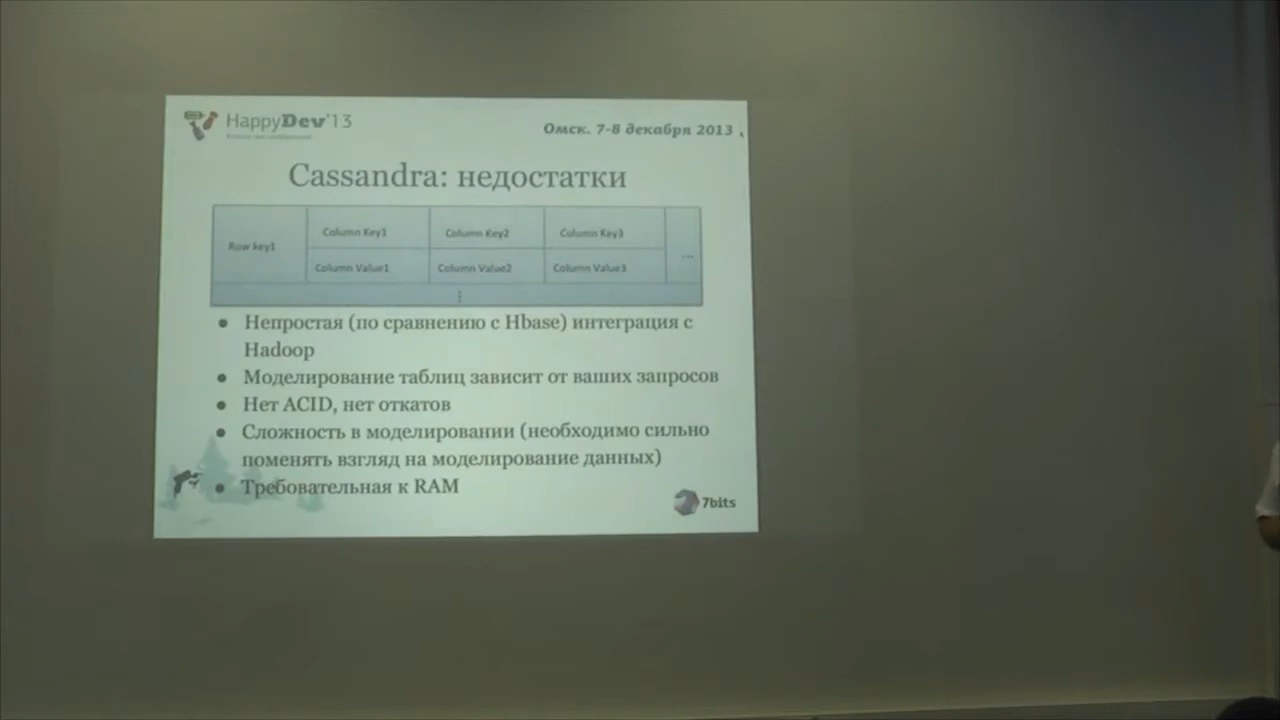 HappyDev'13
Омск. 7-8 декабря 2013
Cassandra: недостатки
Row key1
Column Key1
Column Key2
Column Key3
...
Column Value1
Column Value2
Column Value3
⋮
● Непростая (по сравнению с Hbase) интеграция с
Hadoop
● Моделирование таблиц зависит от ваших запросов
● Нет ACID, нет откатов
● Сложность в моделировании (необходимо сильно
поменять взгляд на моделирование данных)
● Требовательная к RAM
7bits